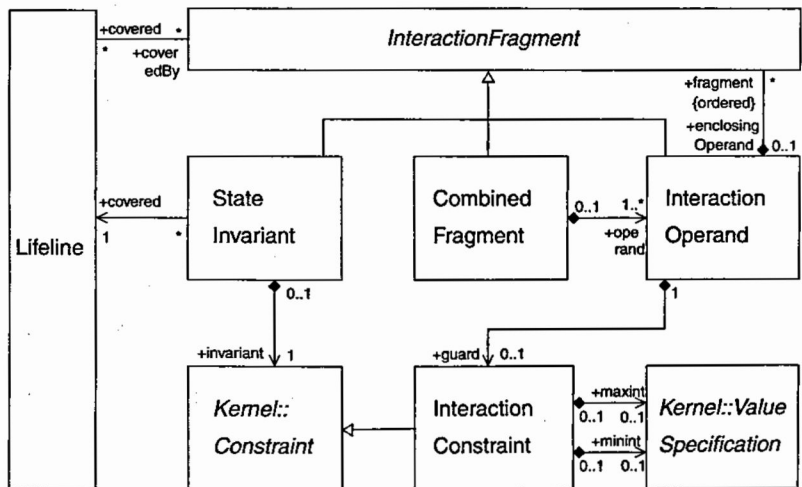 +covered *
InteractionFragment
* +cover
edBy
+fragment *
{ordered}
+enclosing
Operand 0..1
+covered
State
Invariant
Combined
Fragment
0..1 1..*
+ope
rand
Interaction
Operand
1 *
Lifeline
0..1
1
+invariant 1
+guard 0..1
Kernel::
Constraint
Interaction
Constraint
+maxint
0..1 0..1
+minint
0..1 0..1
Kernel::Value
Specification